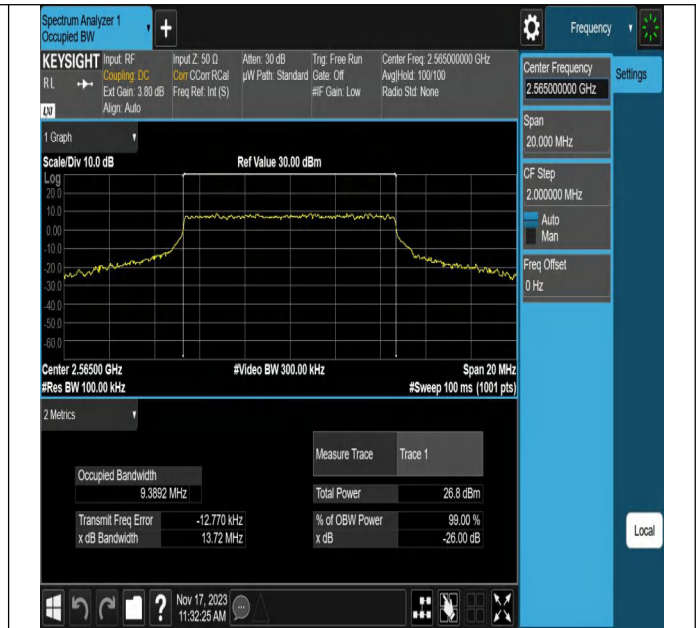 Spectrum Analyzer 1
Occupied BW
+
Frequency
KEYSIGHT
RL
LXI
Input: RF
Coupling: DC
Ext Gain: 3.80 dB
Align: Auto
Input Z: 50 Ω
Corr CCorr RCal
Freq Ref: Int (S)
Atten: 30 dB
µW Path: Standard
Trig: Free Run
Gate: Off
#IF Gain: Low
Center Freq: 2.565000000 GHz
Avg|Hold: 100/100
Radio Std: None
Center Frequency
2.565000000 GHz
Settings
Span
20.000 MHz
CF Step
2.000000 MHz
Auto
Man
Freq Offset
0 Hz
Local
1 Graph
Scale/Div 10.0 dB
Ref Value 30.00 dBm
Log
20.0
10.0
0.00
-10.0
-20.0
-30.0
-40.0
-50.0
-60.0
Center 2.56500 GHz
#Video BW 300.00 kHz
Span 20 MHz
#Res BW 100.00 kHz
#Sweep 100 ms (1001 pts)
2 Metrics
Measure Trace
Trace 1
Occupied Bandwidth
9.3892 MHz
Total Power
26.8 dBm
Transmit Freq Error
-12.770 kHz
% of OBW Power
99.00 %
x dB Bandwidth
13.72 MHz
x dB
-26.00 dB
?
Nov 17, 2023
11:32:25 AM